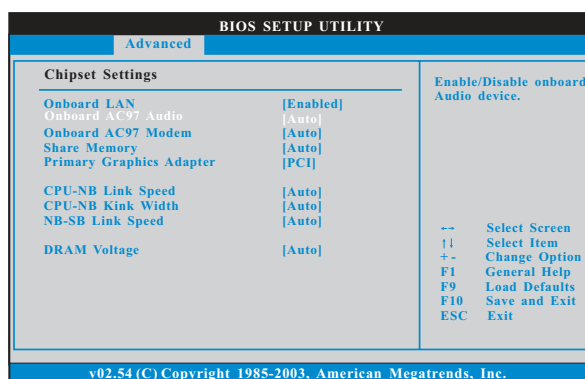 BIOS SETUP UTILITY
Advanced
Chipset Settings
Onboard LAN [Enabled]
Onboard AC97 Audio [Auto]
Onboard AC97 Modem [Auto]
Share Memory [Auto]
Primary Graphics Adapter [PCI]
CPU-NB Link Speed [Auto]
CPU-NB Kink Width [Auto]
NB-SB Link Speed [Auto]
DRAM Voltage [Auto]
Enable/Disable onboard
Audio device.
←→ Select Screen
↑↓ Select Item
+ - Change Option
F1 General Help
F9 Load Defaults
F10 Save and Exit
ESC Exit
v02.54 (C) Copyright 1985-2003, American Megatrends, Inc.